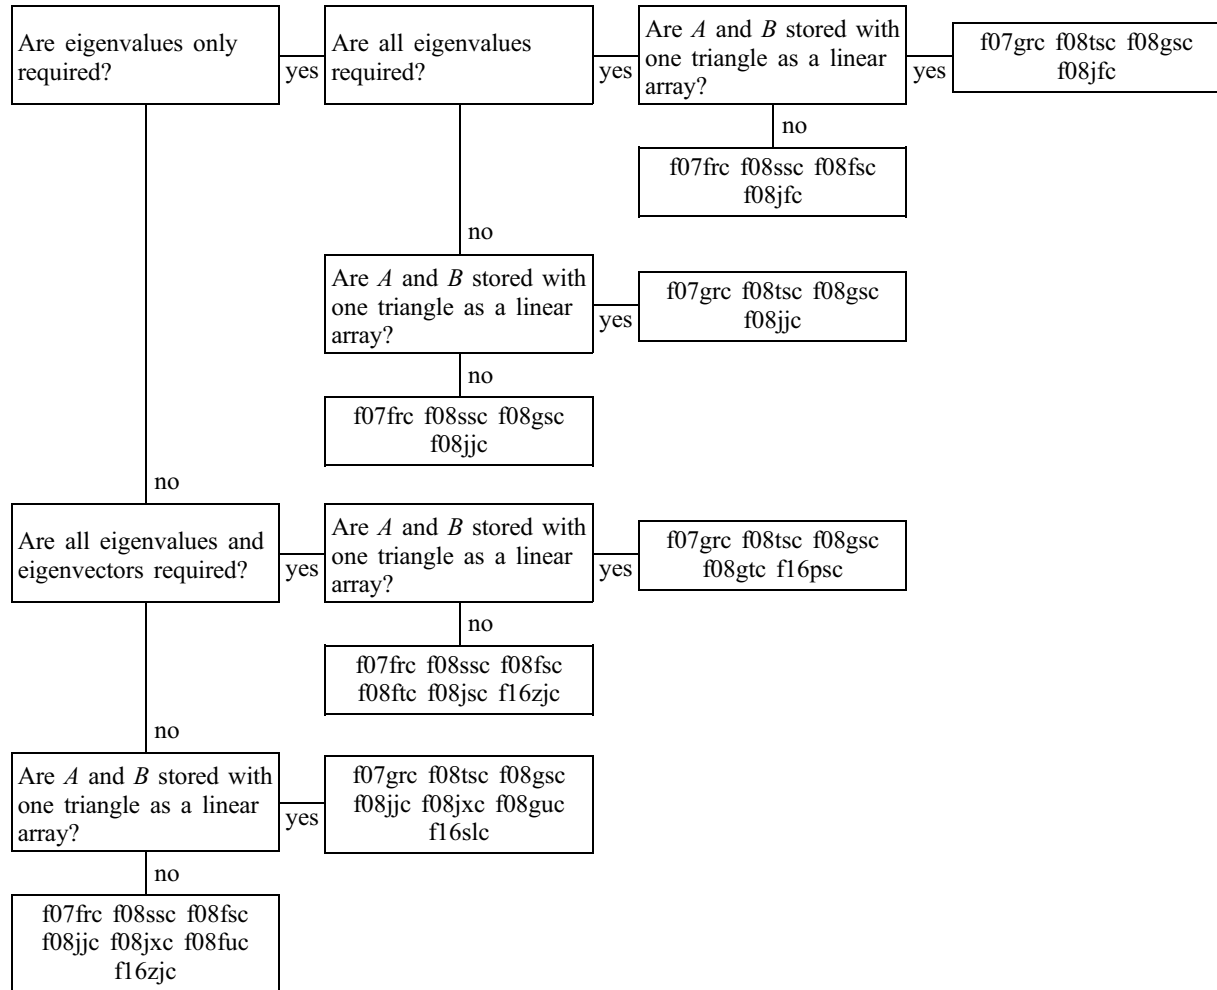 Are eigenvalues only
required?
yes
Are all eigenvalues
required?
yes
Are A and B stored with
one triangle as a linear
array?
yes
f07grc f08tsc f08gsc
f08jfc
no
f07frc f08ssc f08fsc
f08jfc
no
Are A and B stored with
one triangle as a linear
array?
yes
f07grc f08tsc f08gsc
f08jjc
no
f07frc f08ssc f08gsc
f08jjc
no
Are all eigenvalues and
eigenvectors required?
yes
Are A and B stored with
one triangle as a linear
array?
yes
f07grc f08tsc f08gsc
f08gtc f16psc
no
f07frc f08ssc f08fsc
f08ftc f08jsc f16zjc
no
Are A and B stored with
one triangle as a linear
array?
yes
f07grc f08tsc f08gsc
f08jjc f08jxc f08guc
f16slc
no
f07frc f08ssc f08fsc
f08jjc f08jxc f08fuc
f16zjc